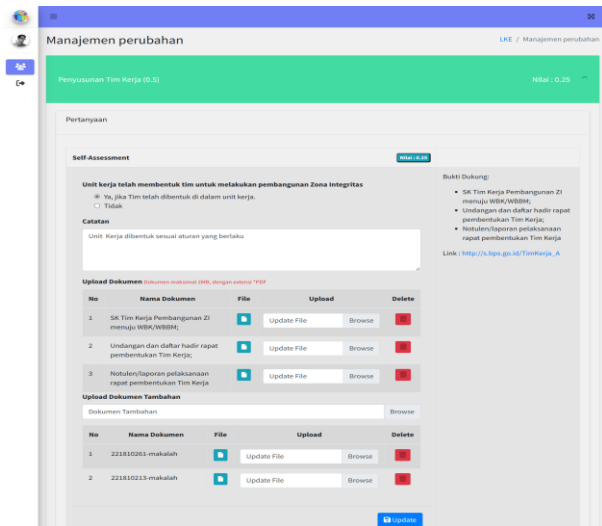 Manajemen perubahan
LKE / Manajemen perubahan
Penyusunan Tim Kerja (0.5)
Nilai : 0.25
Pertanyaan
Self-Assessment
Nilai : 0.25
Unit kerja telah membentuk tim untuk melakukan pembangunan Zona Integritas
Ya, jika Tim telah dibentuk di dalam unit kerja.
Tidak
Catatan
Unit Kerja dibentuk sesuai aturan yang berlaku
Upload Dokumen Dokumen maksimal 2MB, dengan extensi *PDF
No Nama Dokumen File Upload Delete
1 SK Tim Kerja Pembangunan ZI menuju WBK/WBBM; Update File Browse
2 Undangan dan daftar hadir rapat pembentukan Tim Kerja; Update File Browse
3 Notulen/laporan pelaksanaan rapat pembentukan Tim Kerja Update File Browse
Upload Dokumen Tambahan
Dokumen Tambahan Browse
No Nama Dokumen File Upload Delete
1 221810261-makalah Update File Browse
2 221810213-makalah Update File Browse
Update
Bukti Dukung:
SK Tim Kerja Pembangunan ZI
menuju WBK/WBBM;
Undangan dan daftar hadir rapat
pembentukan Tim Kerja;
Notulen/laporan pelaksanaan
rapat pembentukan Tim Kerja
Link : http://s.bps.go.id/TimKerja_A